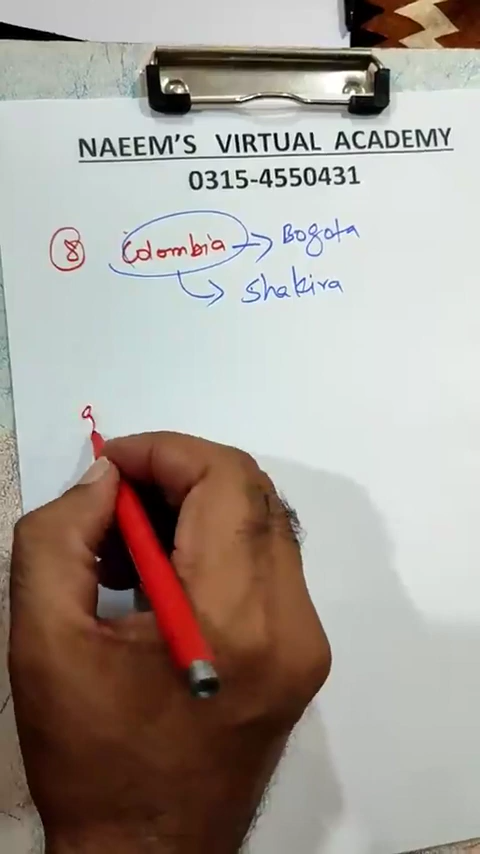 NAEEM'S VIRTUAL ACADEMY
0315-4550431
8 Colombia → Bogota
Shakira
9